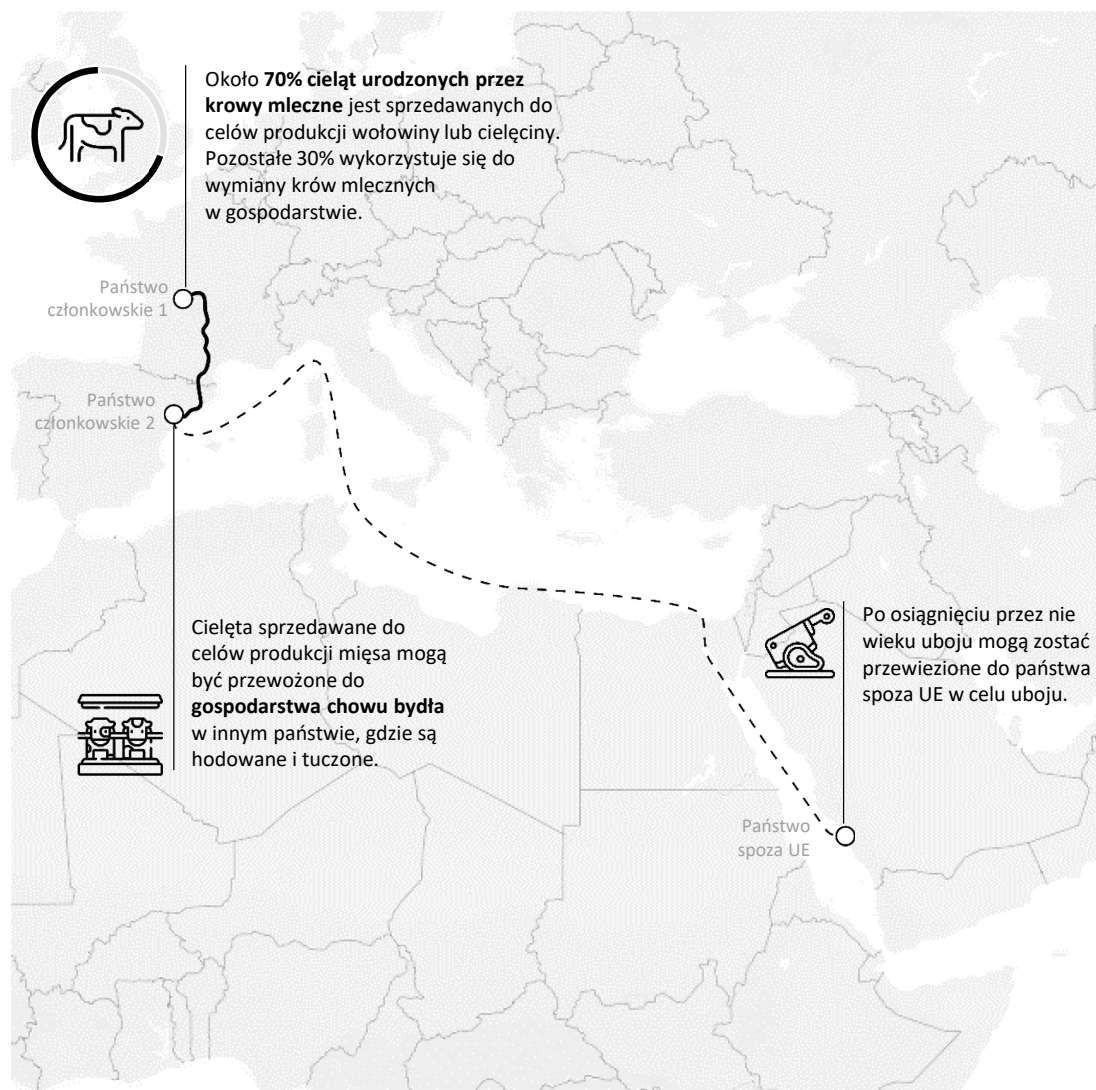 Około 70% cieląt urodzonych przez
krowy mleczne jest sprzedawanych do
celów produkcji wołowiny lub cielęciny.
Pozostałe 30% wykorzystuje się do
wymiany krów mlecznych
w gospodarstwie.
Państwo
członkowskie 1
Państwo
członkowskie 2
Cielęta sprzedawane do
celów produkcji mięsa mogą
być przewożone do
gospodarstwa chowu bydła
w innym państwie, gdzie są
hodowane i tuczone.
Po osiągnięciu przez nie
wieku uboju mogą zostać
przewiezione do państwa
spoza UE w celu uboju.
Państwo
spoza UE